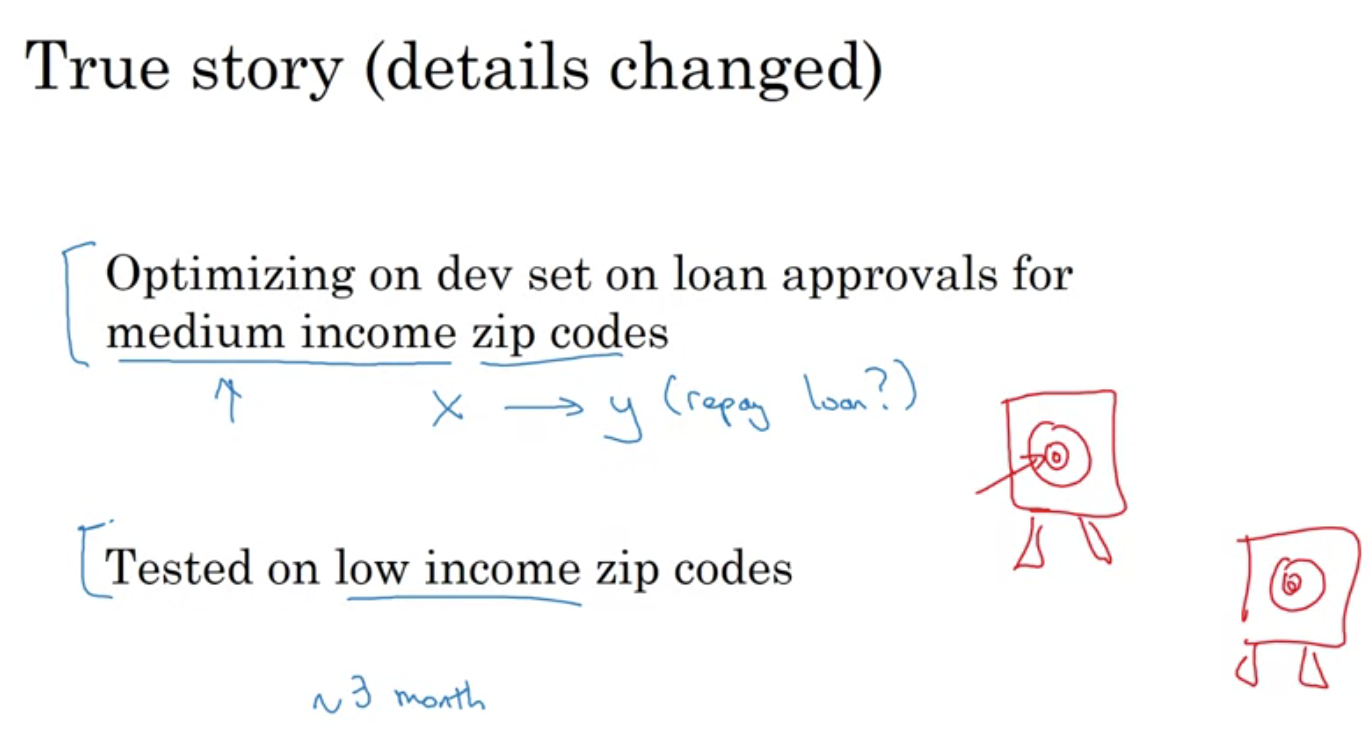 True story (details changed)
Optimizing on dev set on loan approvals for
medium income zip codes
x → y (repay loan?)
Tested on low income zip codes
~3 month